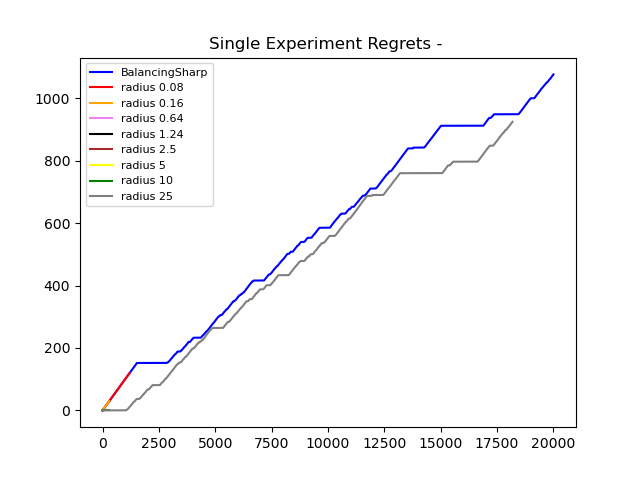 Single Experiment Regrets -
BalancingSharp
radius 0.08
radius 0.16
radius 0.64
radius 1.24
radius 2.5
radius 5
radius 10
radius 25
1000
800
600
400
200
0
0 2500 5000 7500 10000 12500 15000 17500 20000